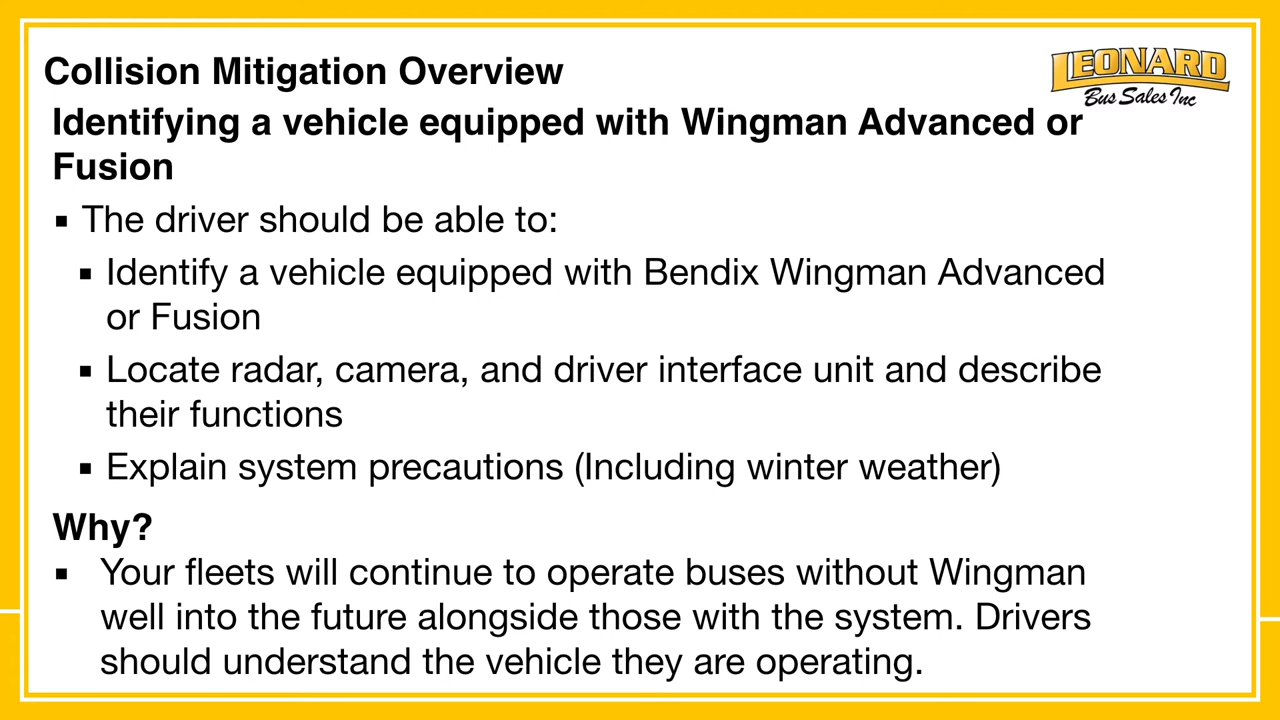 Collision Mitigation Overview
LEONARD
Bus Sales Inc
Identifying a vehicle equipped with Wingman Advanced or
Fusion
▪ The driver should be able to:
▪ Identify a vehicle equipped with Bendix Wingman Advanced
or Fusion
▪ Locate radar, camera, and driver interface unit and describe
their functions
▪ Explain system precautions (Including winter weather)
Why?
▪ Your fleets will continue to operate buses without Wingman
well into the future alongside those with the system. Drivers
should understand the vehicle they are operating.